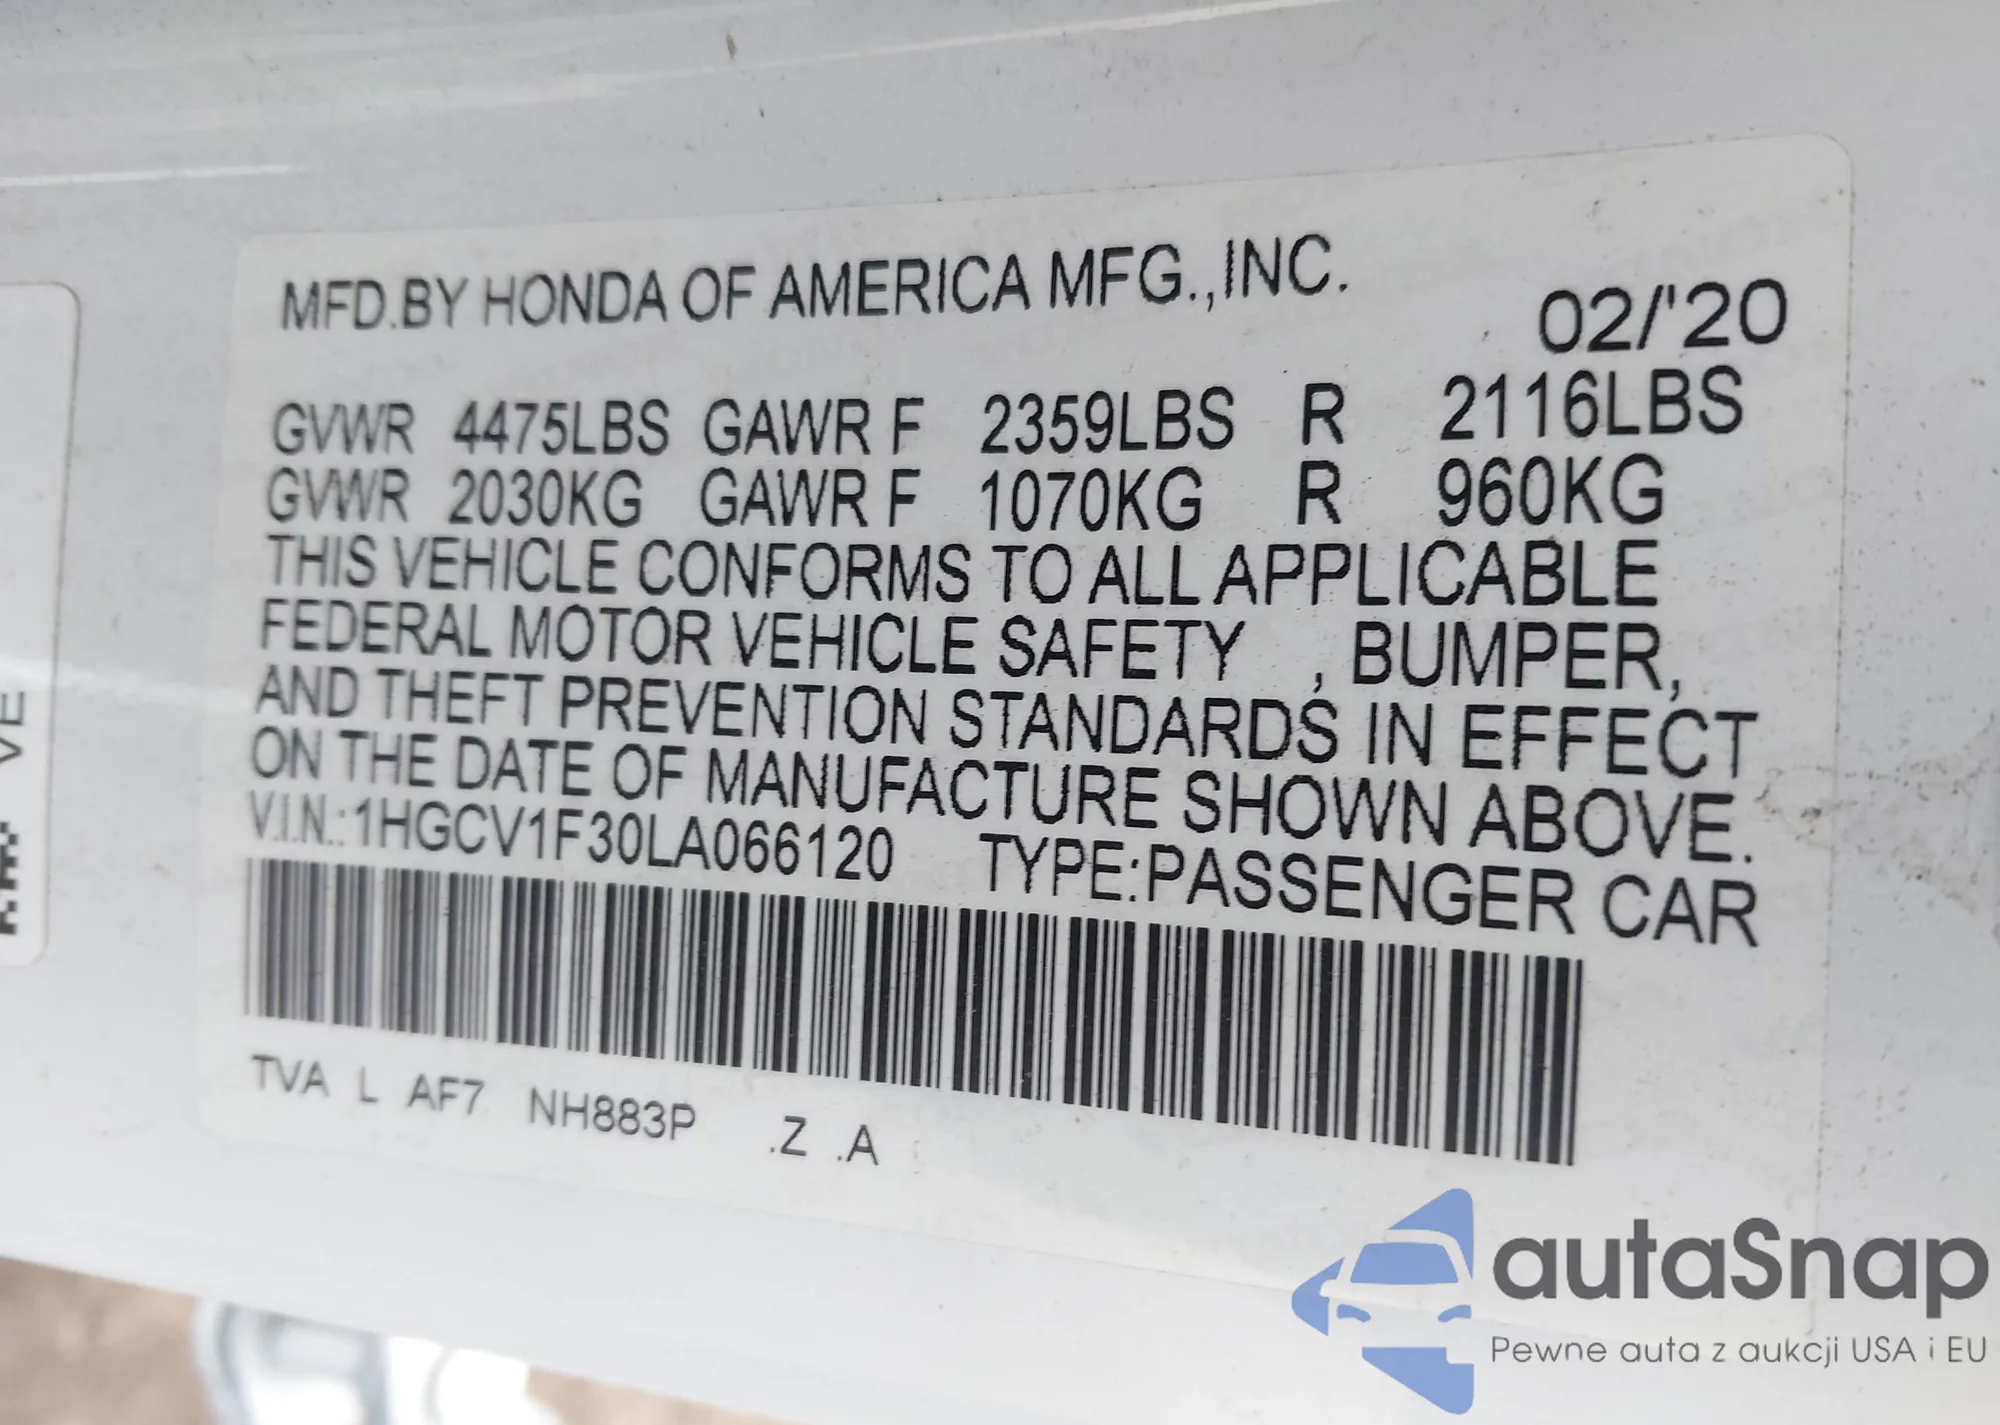 MFD.BY HONDA OF AMERICA MFG.,INC.
02/'20
GVWR 4475LBS GAWR F 2359LBS R 2116LBS
GVWR 2030KG GAWR F 1070KG R 960KG
THIS VEHICLE CONFORMS TO ALL APPLICABLE
FEDERAL MOTOR VEHICLE SAFETY , BUMPER,
AND THEFT PREVENTION STANDARDS IN EFFECT
ON THE DATE OF MANUFACTURE SHOWN ABOVE.
V.I.N.:1HGCV1F30LA066120 TYPE:PASSENGER CAR
TVA L AF7 NH883P .Z .A
VE
autaSnap
Pewne auta z aukcji USA i EU